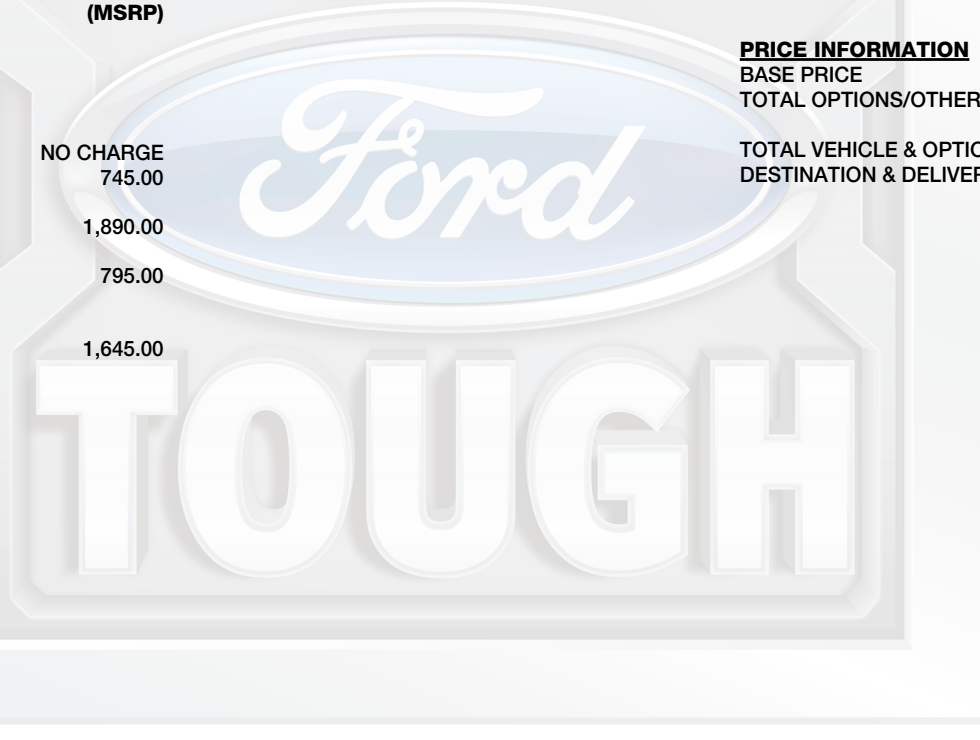 (MSRP)
NO CHARGE
745.00
1,890.00
795.00
1,645.00
PRICE INFORMATION
BASE PRICE
TOTAL OPTIONS/OTHER
TOTAL VEHICLE & OPTIO
DESTINATION & DELIVER
Ford
TOUGH